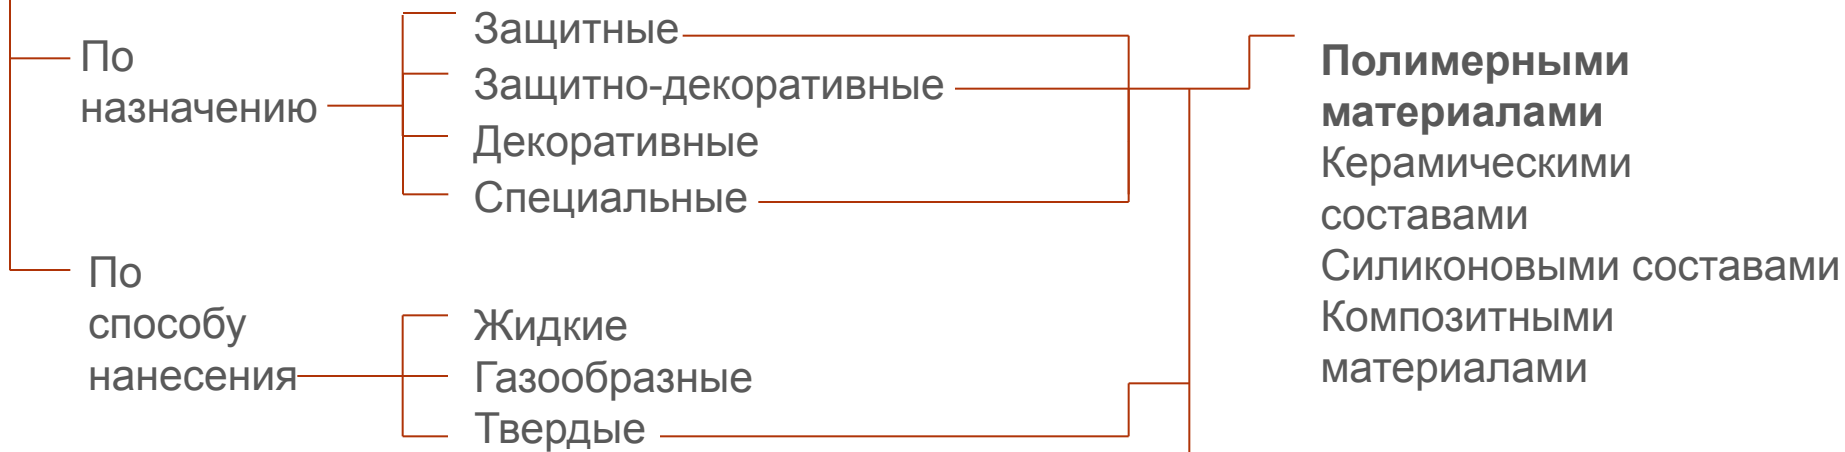 По
назначению
Защитные
Защитно-декоративные
Декоративные
Специальные
По
способу
нанесения
Жидкие
Газообразные
Твердые
Полимерными
материалами
Керамическими
составами
Силиконовыми составами
Композитными
материалами